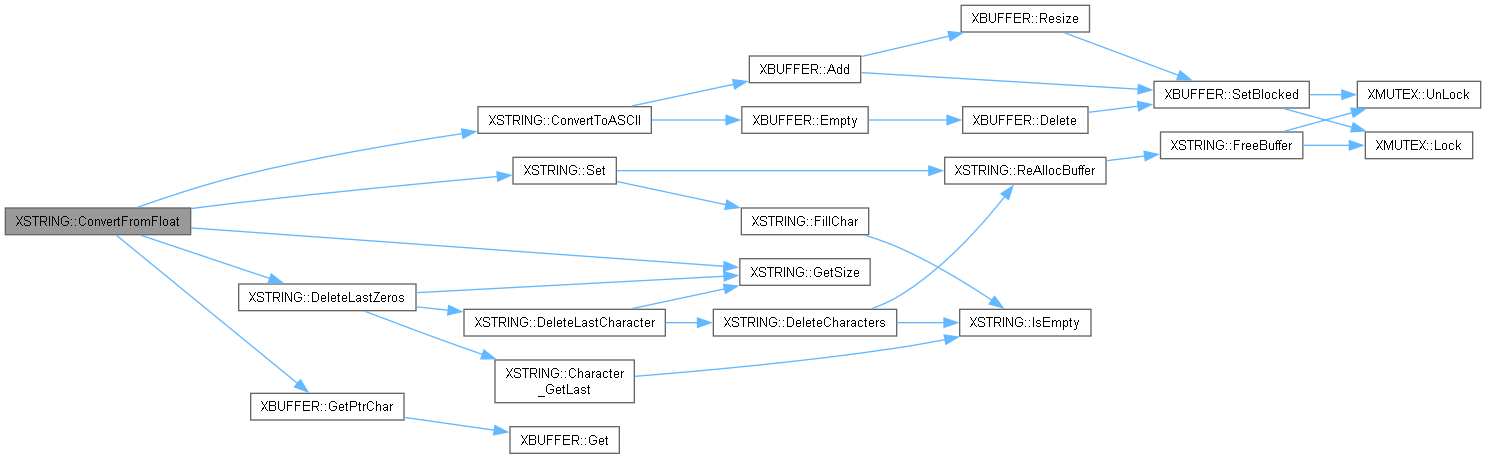 XBUFFER::Resize
XBUFFER::Add
XBUFFER::SetBlocked
XMUTEX::UnLock
XSTRING::ConvertToASCII
XBUFFER::Empty
XBUFFER::Delete
XMUTEX::Lock
XSTRING::FreeBuffer
XSTRING::Set
XSTRING::ReAllocBuffer
XSTRING::ConvertFromFloat
XSTRING::FillChar
XSTRING::GetSize
XSTRING::DeleteLastZeros
XSTRING::DeleteLastCharacter
XSTRING::DeleteCharacters
XSTRING::IsEmpty
XSTRING::Character
_GetLast
XBUFFER::GetPtrChar
XBUFFER::Get